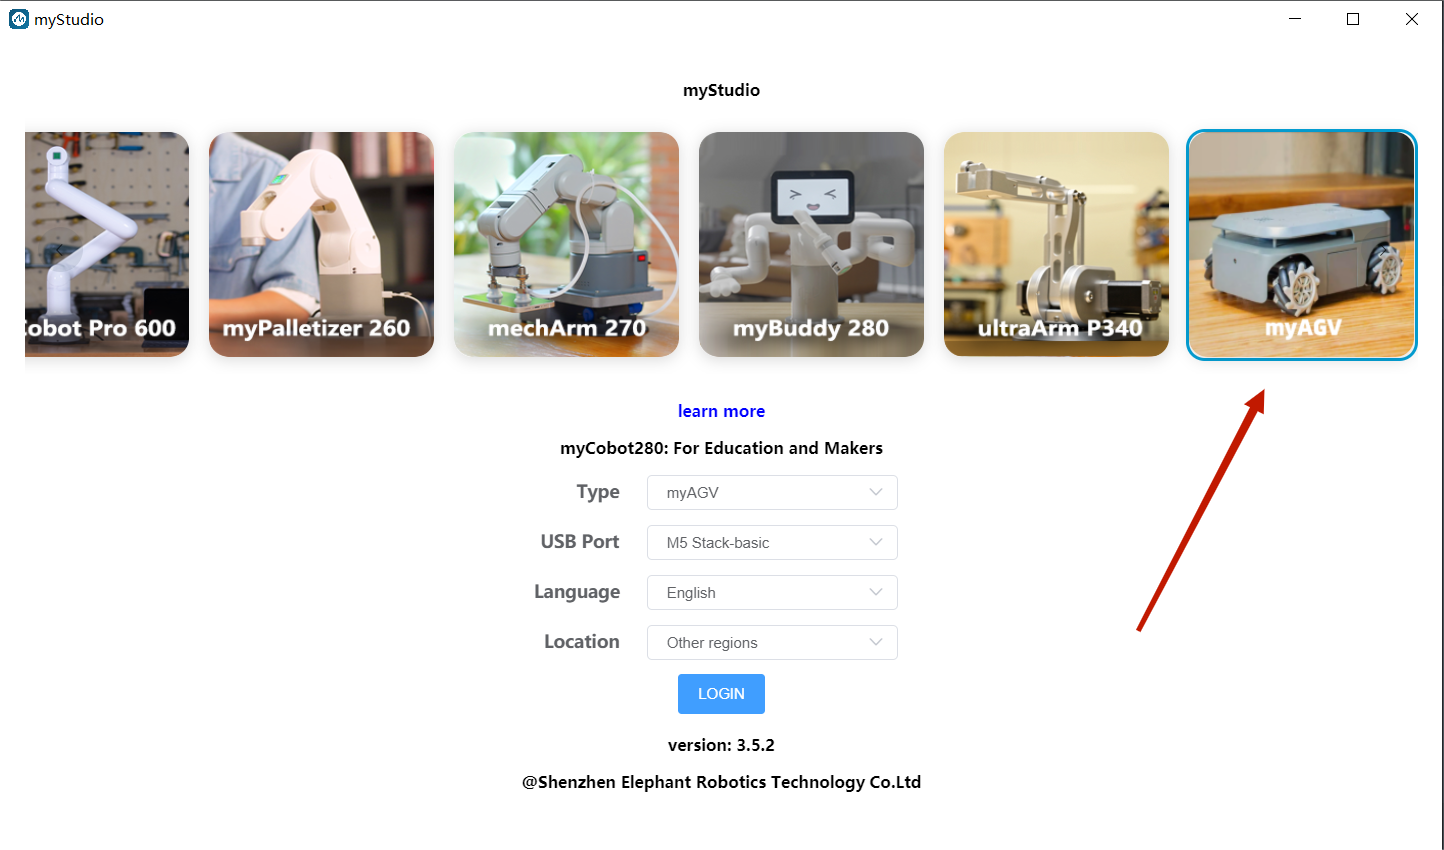 myStudio
myStudio
Cobot Pro 600
myPalletizer 260
mechArm 270
myBuddy 280
ultraArm P340
myAGV
learn more
myCobot280: For Education and Makers
Type
myAGV
USB Port
M5 Stack-basic
Language
English
Location
Other regions
LOGIN
version: 3.5.2
@Shenzhen Elephant Robotics Technology Co.Ltd